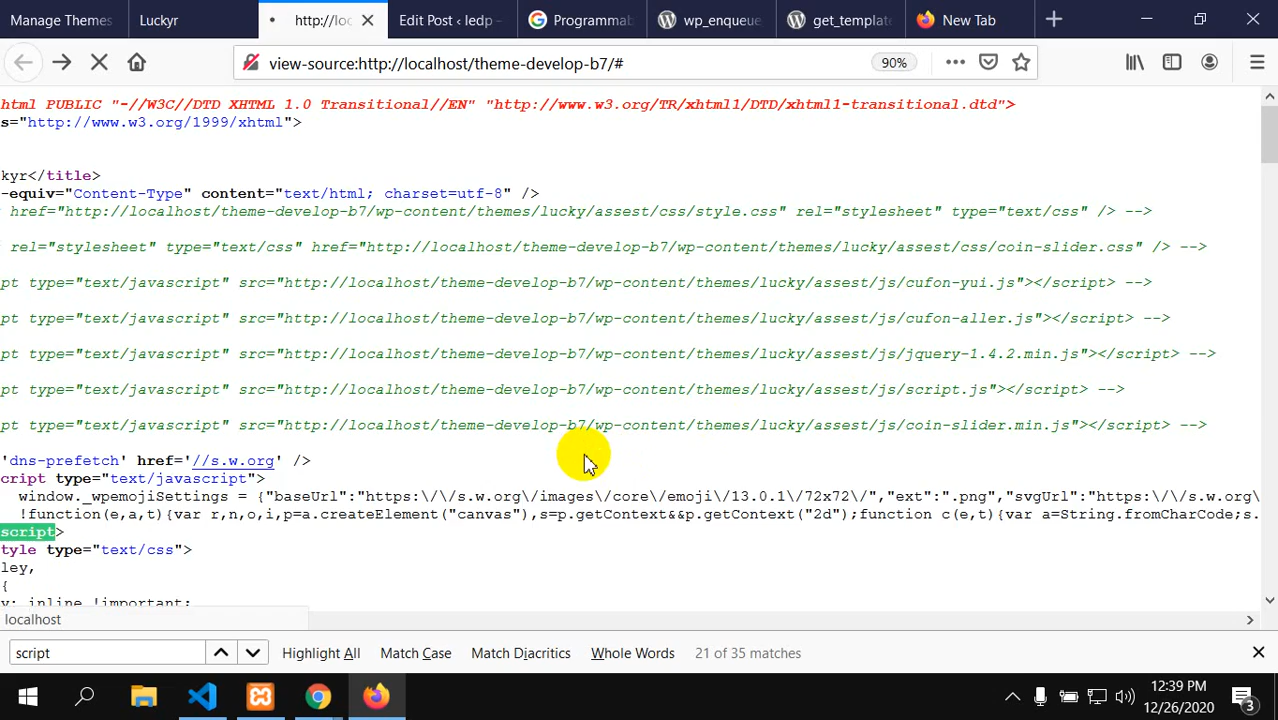 Manage Themes
Luckyr
http://loc
Edit Post ‹ ledp –
Programmab
wp_enqueue
get_templat
New Tab
view-source:http://localhost/theme-develop-b7/#
90%
html PUBLIC "-//W3C//DTD XHTML 1.0 Transitional//EN" "http://www.w3.org/TR/xhtml1/DTD/xhtml1-transitional.dtd">
s="http://www.w3.org/1999/xhtml">
kyr</title>
-equiv="Content-Type" content="text/html; charset=utf-8" />
href="http://localhost/theme-develop-b7/wp-content/themes/lucky/assest/css/style.css" rel="stylesheet" type="text/css" /> -->
rel="stylesheet" type="text/css" href="http://localhost/theme-develop-b7/wp-content/themes/lucky/assest/css/coin-slider.css" /> -->
pt type="text/javascript" src="http://localhost/theme-develop-b7/wp-content/themes/lucky/assest/js/cufon-yui.js"></script> -->
pt type="text/javascript" src="http://localhost/theme-develop-b7/wp-content/themes/lucky/assest/js/cufon-aller.js"></script> -->
pt type="text/javascript" src="http://localhost/theme-develop-b7/wp-content/themes/lucky/assest/js/jquery-1.4.2.min.js"></script> -->
pt type="text/javascript" src="http://localhost/theme-develop-b7/wp-content/themes/lucky/assest/js/script.js"></script> -->
pt type="text/javascript" src="http://localhost/theme-develop-b7/wp-content/themes/lucky/assest/js/coin-slider.min.js"></script> -->
'dns-prefetch' href='//s.w.org' />
cript type="text/javascript">
window._wpemojiSettings = {"baseUrl":"https:\/\/s.w.org\/images\/core\/emoji\/13.0.1\/72x72\/","ext":".png","svgUrl":"https:\/\/s.w.org\
!function(e,a,t){var r,n,o,i,p=a.createElement("canvas"),s=p.getContext&&p.getContext("2d");function c(e,t){var a=String.fromCharCode;s.
script>
tyle type="text/css">
ley,
{
y: inline !important;
localhost
script
Highlight All
Match Case
Match Diacritics
Whole Words
21 of 35 matches
12:39 PM
12/26/2020
3